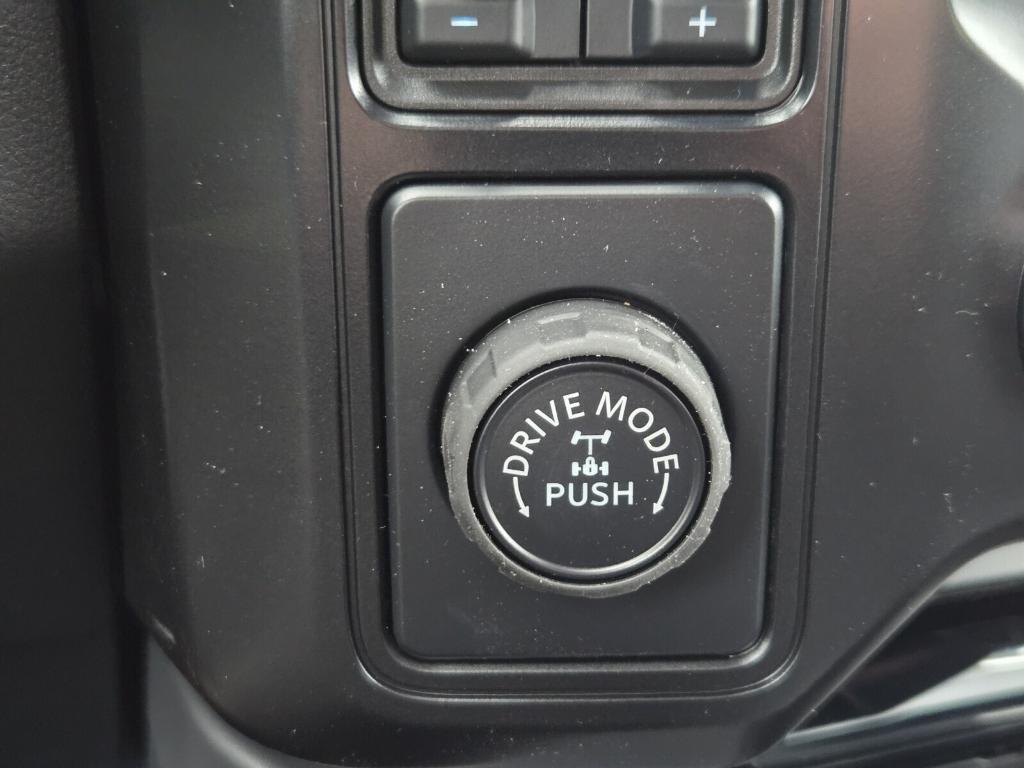 - +
DRIVE MODE
PUSH